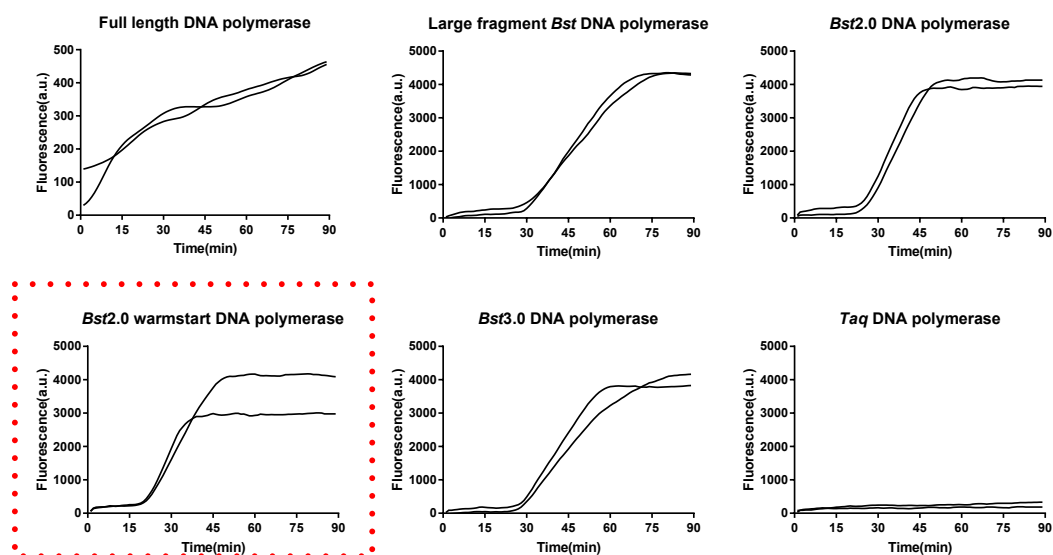 Full length DNA polymerase
500
400
300
200
100
0
Fluorescence(a.u.)
0 15 30 45 60 75 90
Time(min)
Large fragment Bst DNA polymerase
5000
4000
3000
2000
1000
0
Fluorescence(a.u.)
0 15 30 45 60 75 90
Time(min)
Bst2.0 DNA polymerase
5000
4000
3000
2000
1000
0
Fluorescence(a.u.)
0 15 30 45 60 75 90
Time(min)
Bst2.0 warmstart DNA polymerase
5000
4000
3000
2000
1000
0
Fluorescence(a.u.)
0 15 30 45 60 75 90
Time(min)
Bst3.0 DNA polymerase
5000
4000
3000
2000
1000
0
Fluorescence(a.u.)
0 15 30 45 60 75 90
Time(min)
Taq DNA polymerase
5000
4000
3000
2000
1000
0
Fluorescence(a.u.)
0 15 30 45 60 75 90
Time(min)